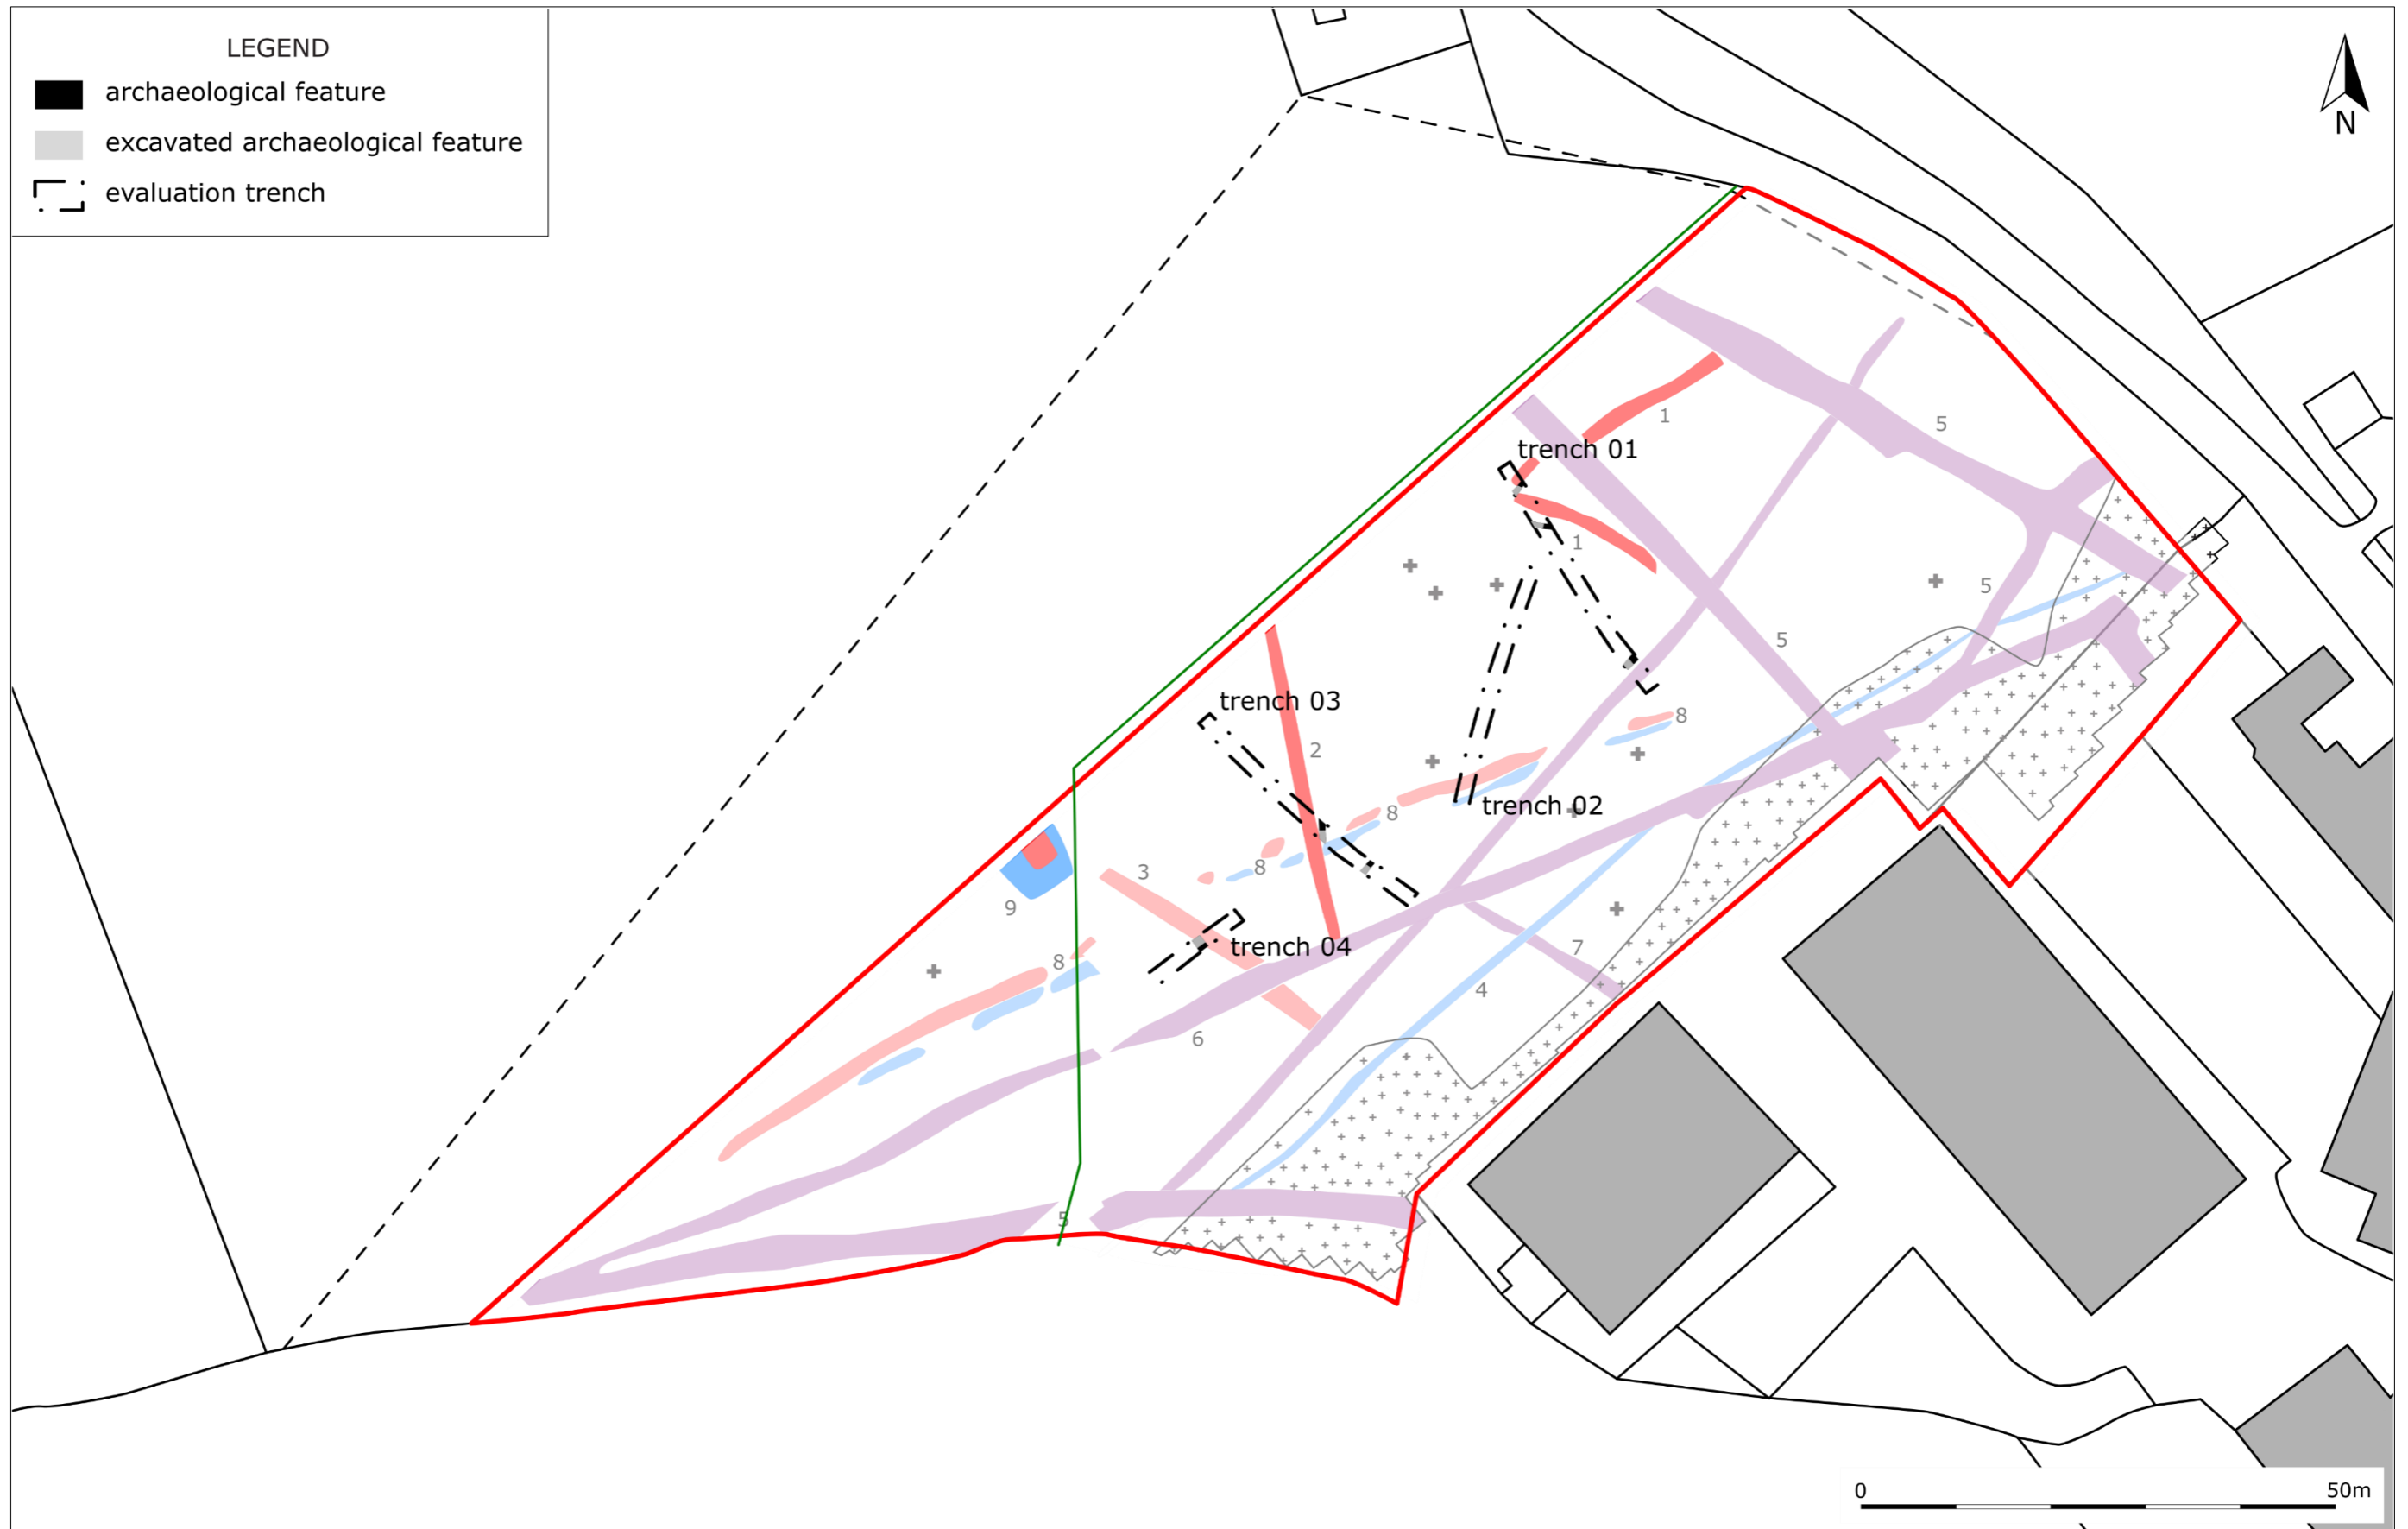 LEGEND
archaeological feature
excavated archaeological feature
evaluation trench
N
1
5
trench 01
1
5
5
trench 03
8
2
trench 02
8
8
3
9
trench 04
7
8
4
6
5
0
50m